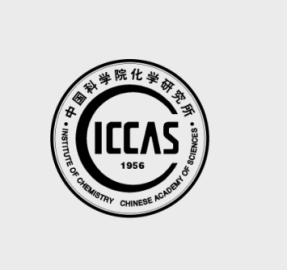 中国科学院化学研究所
ICCAS
1956
• INSTITUTE OF CHEMISTRY CHINESE ACADEMY OF SCIENCES •